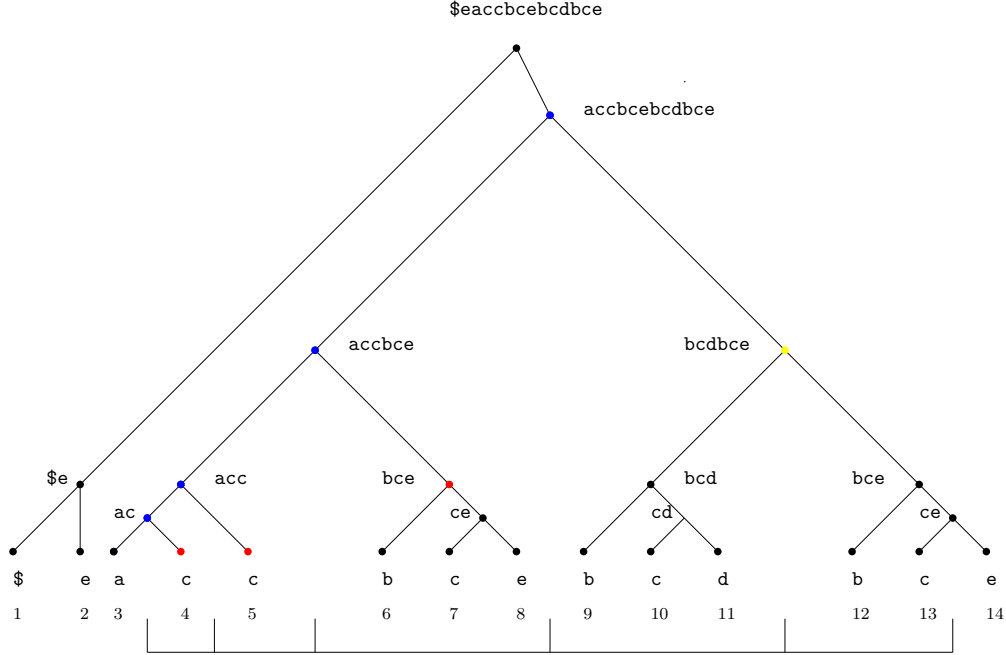 $eaccbcebcdbce
accbcebcdbce
accbce bcdbce
$e acc bce bcd bce
ac ce cd ce
$ e a c c b c e b c d b c e
1 2 3 4 5 6 7 8 9 10 11 12 13 14